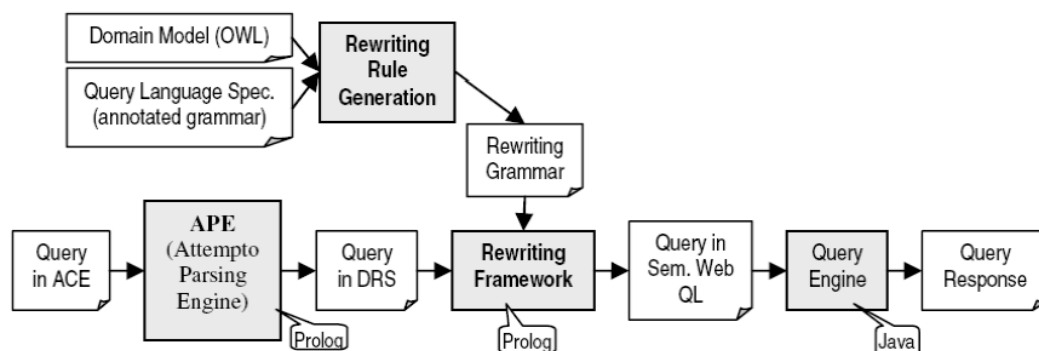 Domain Model (OWL)
Query Language Spec.
(annotated grammar)
Rewriting
Rule
Generation
Rewriting
Grammar
Query
in ACE
APE
(Attempto
Parsing
Engine)
Prolog
Query
in DRS
Rewriting
Framework
Prolog
Query in
Sem. Web
QL
Query
Engine
Java
Query
Response